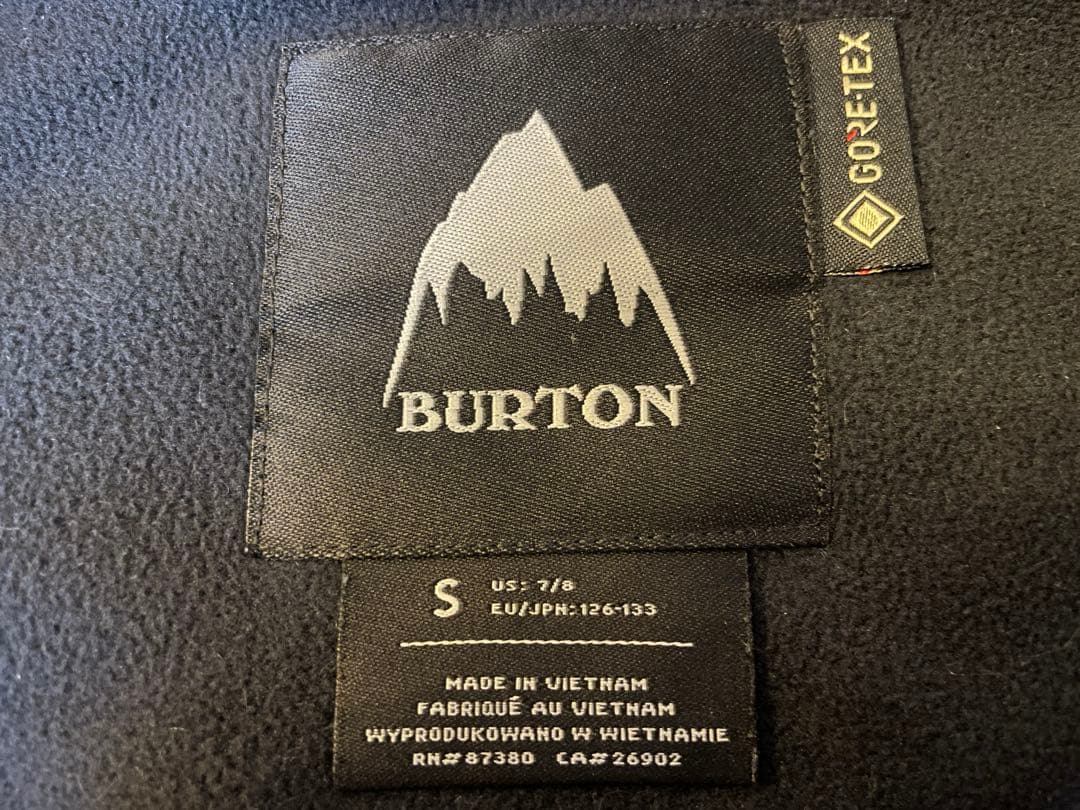 BURTON
GORE-TEX
S
US: 7/8
EU/JPN: 126-133
MADE IN VIETNAM
FABRIQUÉ AU VIETNAM
WYPRODUKOWANO W WIETNAMIE
RN# 87380 CA# 26902